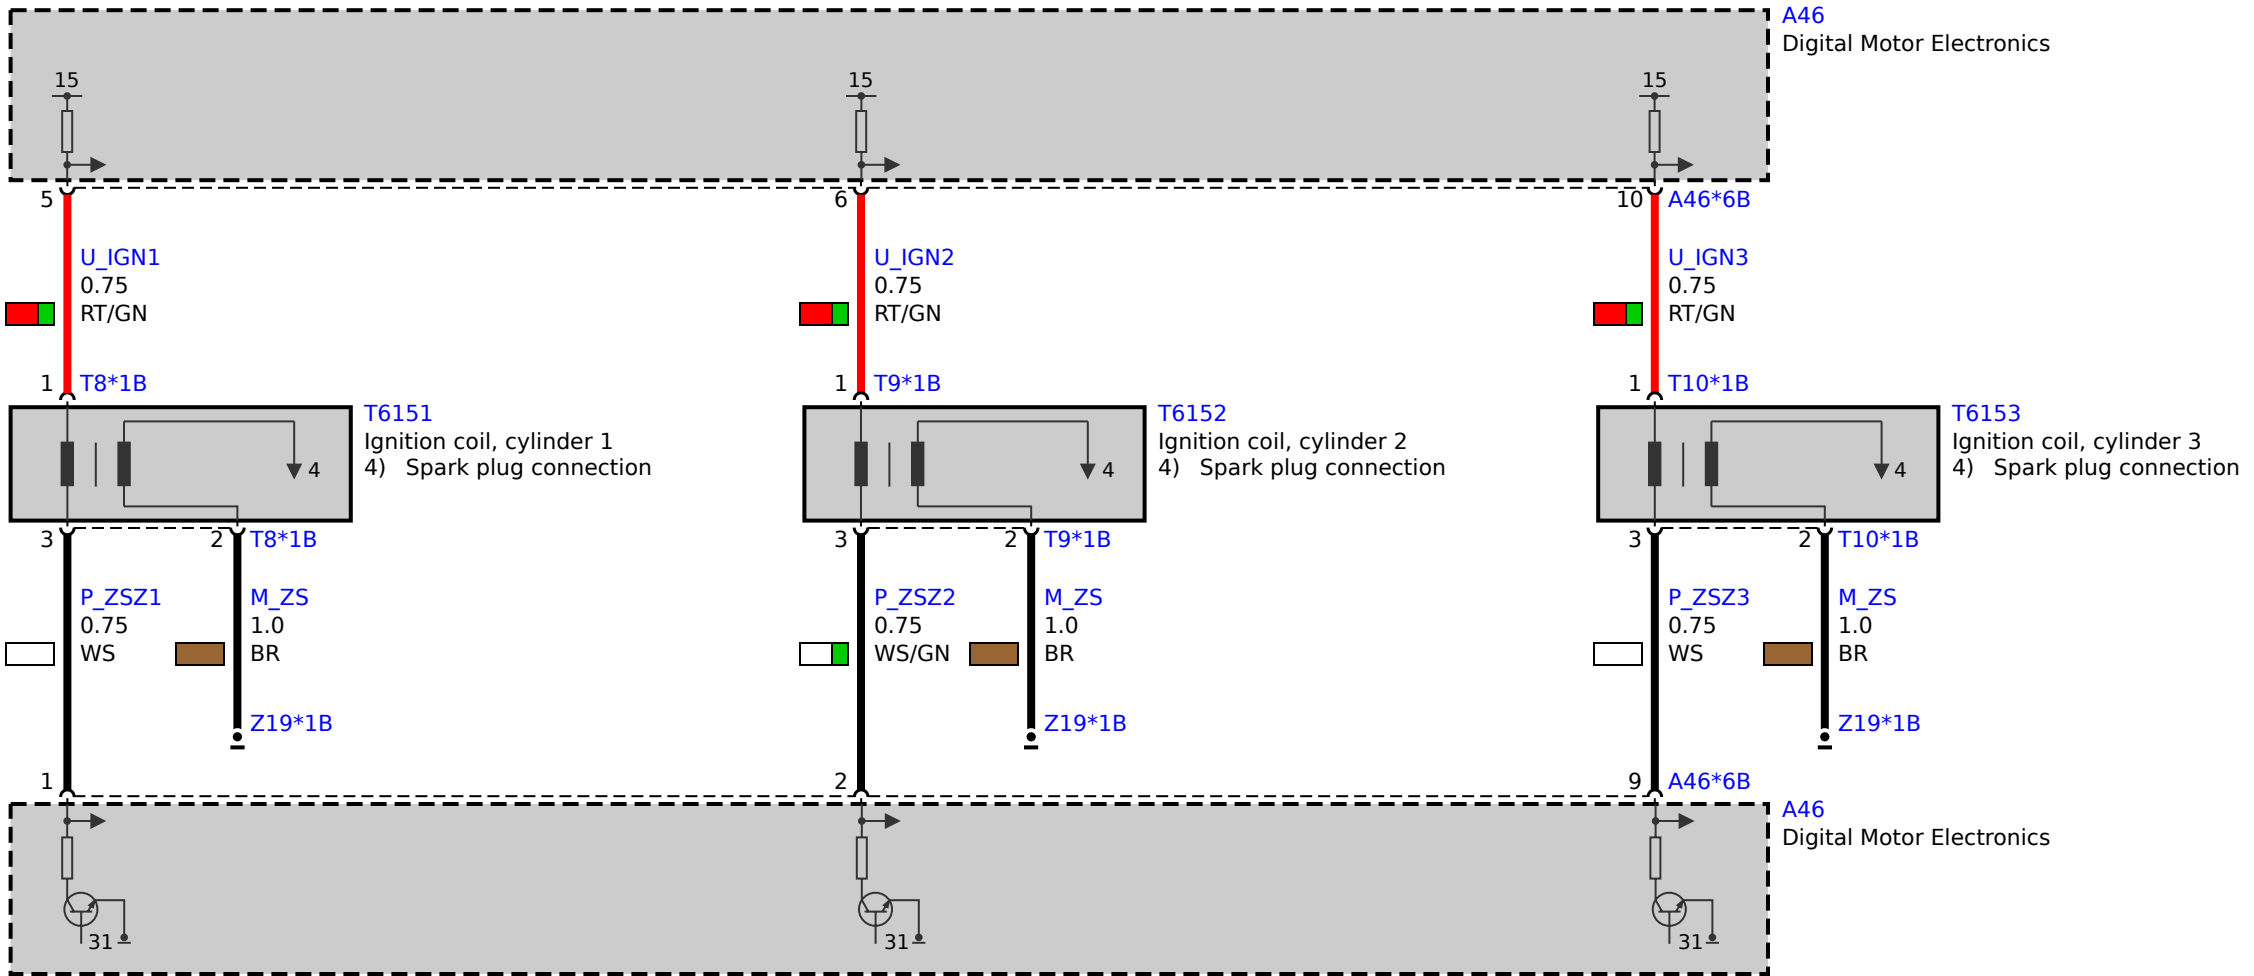 A46
Digital Motor Electronics
15
15
15
5
6
10
A46*6B
U_IGN1
0.75
RT/GN
U_IGN2
0.75
RT/GN
U_IGN3
0.75
RT/GN
1
T8*1B
1
T9*1B
1
T10*1B
4
T6151
Ignition coil, cylinder 1
4) Spark plug connection
4
T6152
Ignition coil, cylinder 2
4) Spark plug connection
4
T6153
Ignition coil, cylinder 3
4) Spark plug connection
3
2
T8*1B
3
2
T9*1B
3
2
T10*1B
P_ZSZ1
0.75
WS
M_ZS
1.0
BR
P_ZSZ2
0.75
WS/GN
M_ZS
1.0
BR
P_ZSZ3
0.75
WS
M_ZS
1.0
BR
Z19*1B
Z19*1B
Z19*1B
1
2
9
A46*6B
A46
Digital Motor Electronics
31
31
31